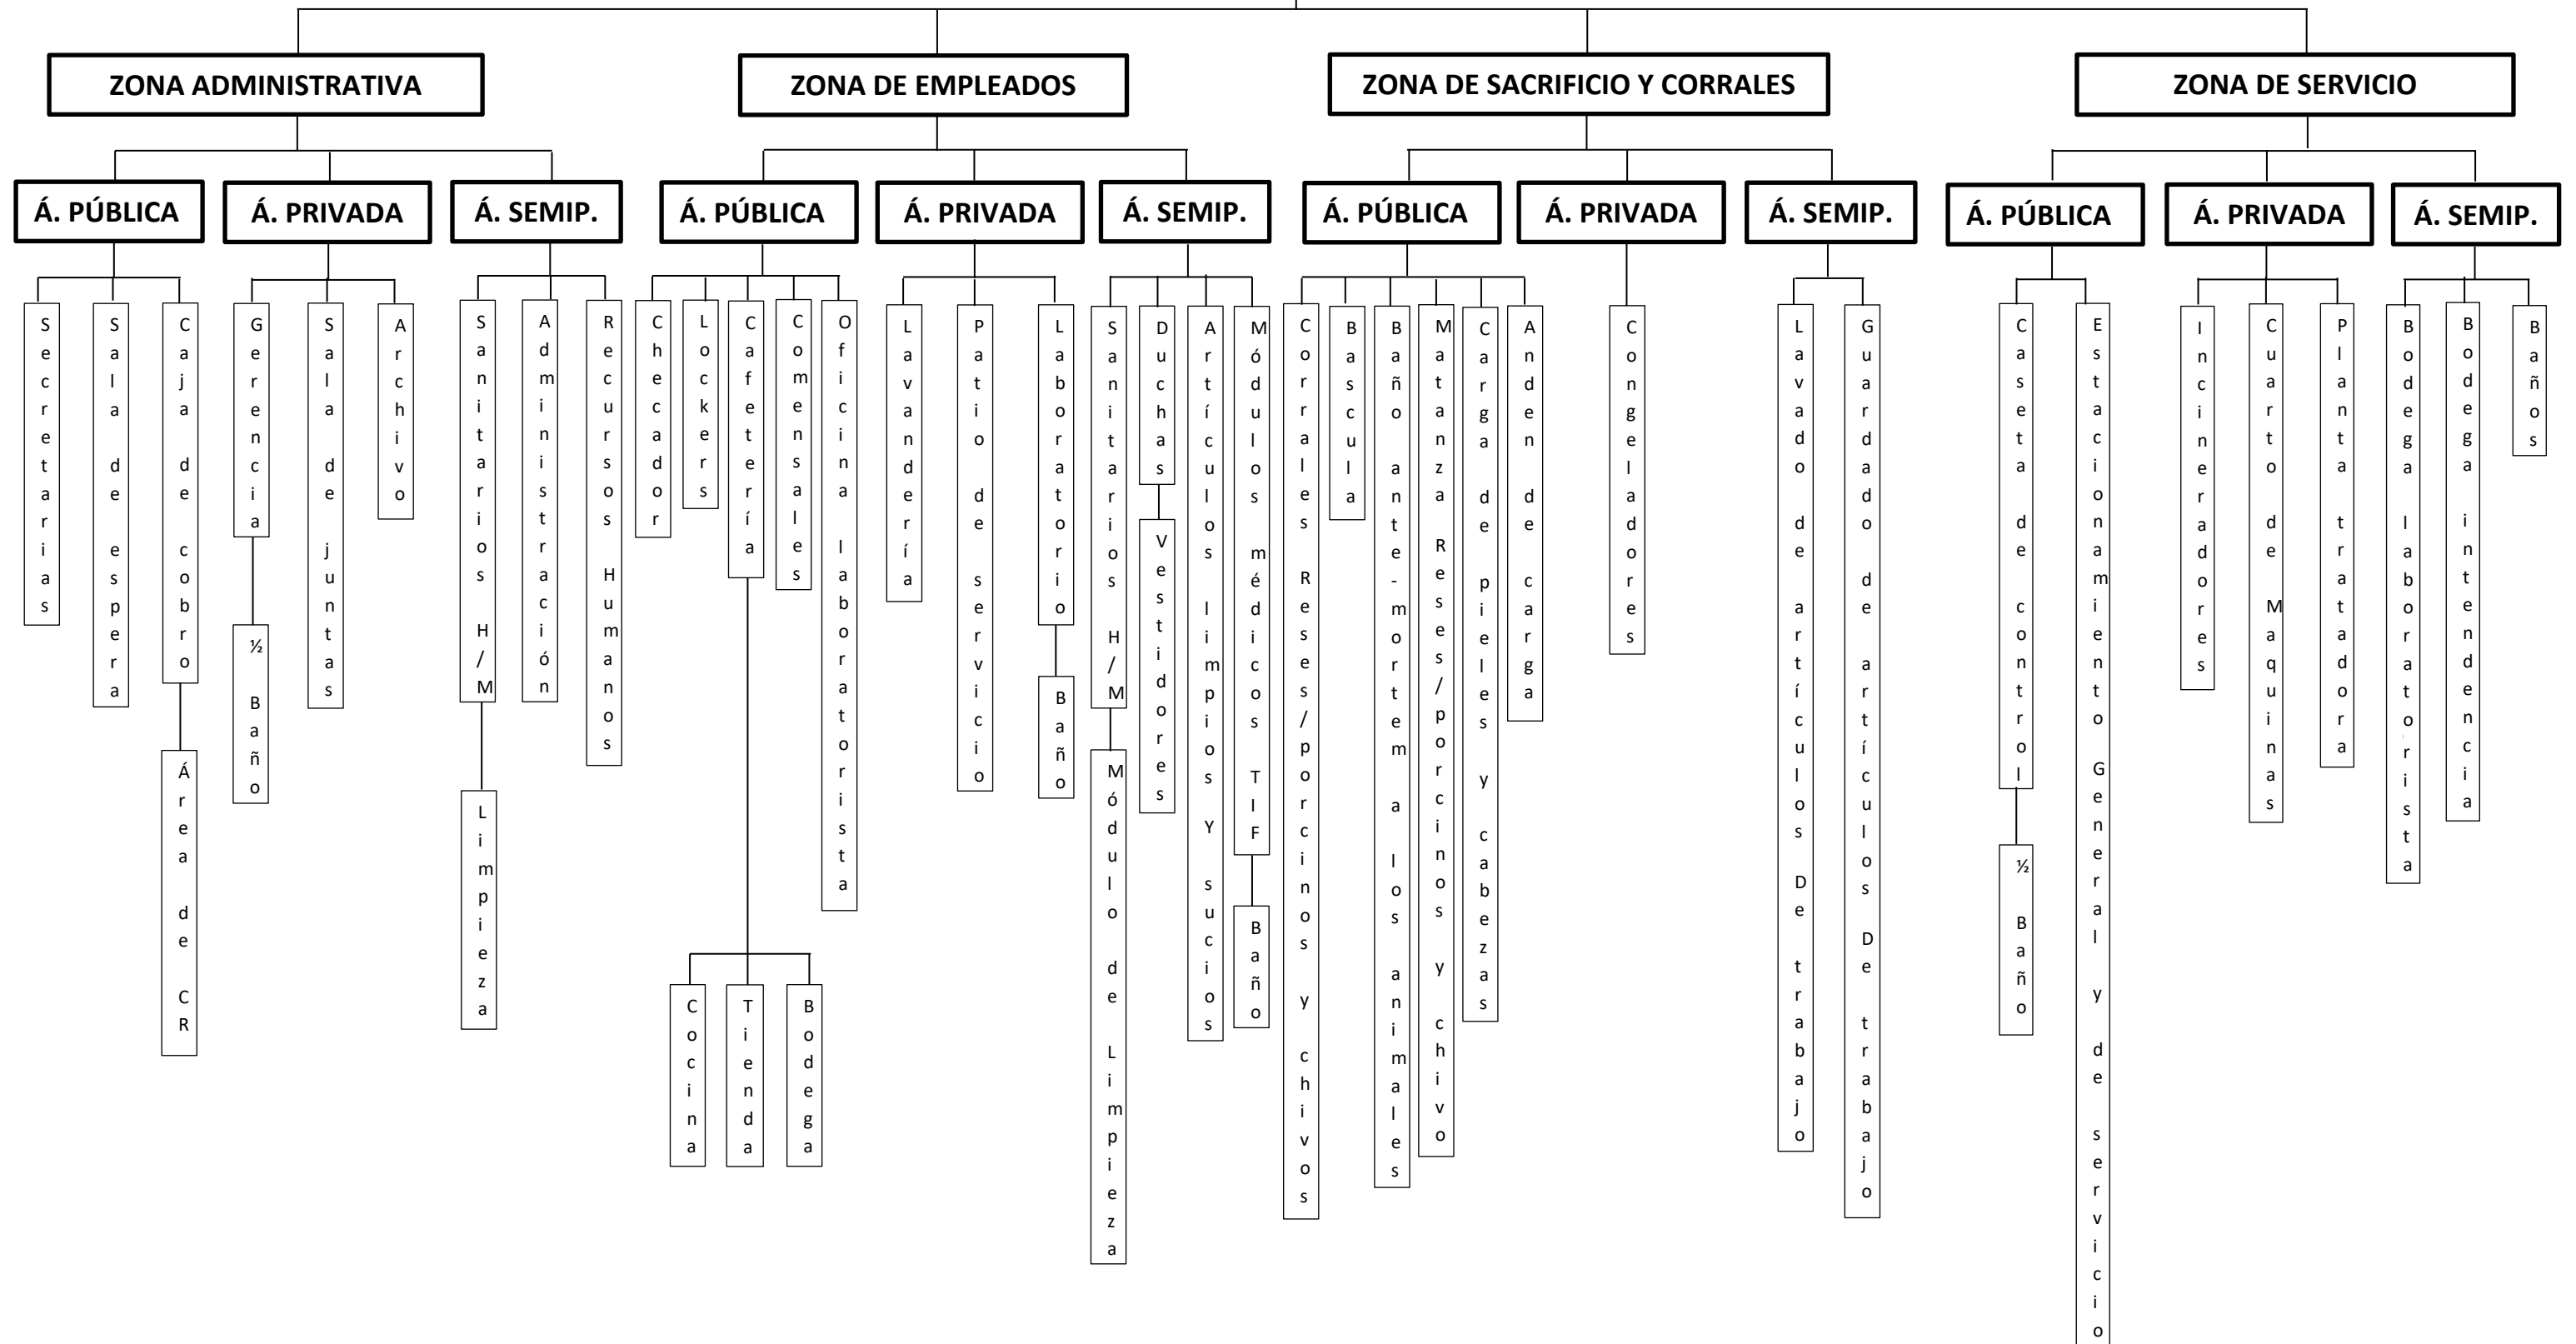 ZONA ADMINISTRATIVA
ZONA DE EMPLEADOS
ZONA DE SACRIFICIO Y CORRALES
ZONA DE SERVICIO
Á. PÚBLICA
Á. PRIVADA
Á. SEMIP.
Á. PÚBLICA
Á. PRIVADA
Á. SEMIP.
Á. PÚBLICA
Á. PRIVADA
Á. SEMIP.
Á. PÚBLICA
Á. PRIVADA
Á. SEMIP.
Secretarias
Sala de espera
Caja de cobro
Área de CR
Gerencia
½ Baño
Sala de juntas
Archivo
Sanitarios H/M
Limpieza
Administración
Recursos Humanos
Checador
Lockers
Cafetería
Cocina
Tienda
Bodega
Comensales
Oficina laboratorista
Lavandería
Patio de servicio
Laboratorio
Baño
Sanitarios H/M
Módulo de Limpieza
Duchas
Vestidores
Artículos limpios Y sucios
Módulos médicos TIF
Baño
Corrales Reses/porcinos y chivos
Bascula
Baño ante-mortem a los animales
Matanza Reses/porcinos y chivo
Carga de pieles y cabezas
Anden de carga
Congeladores
Lavado de artículos De trabajo
Guardado de artículos De trabajo
Caseta de control
½ Baño
Estacionamiento General y de servicio
Incineradores
Cuarto de Maquinas
Planta tratadora
Bodega laboratorista
Bodega intendencia
Baños